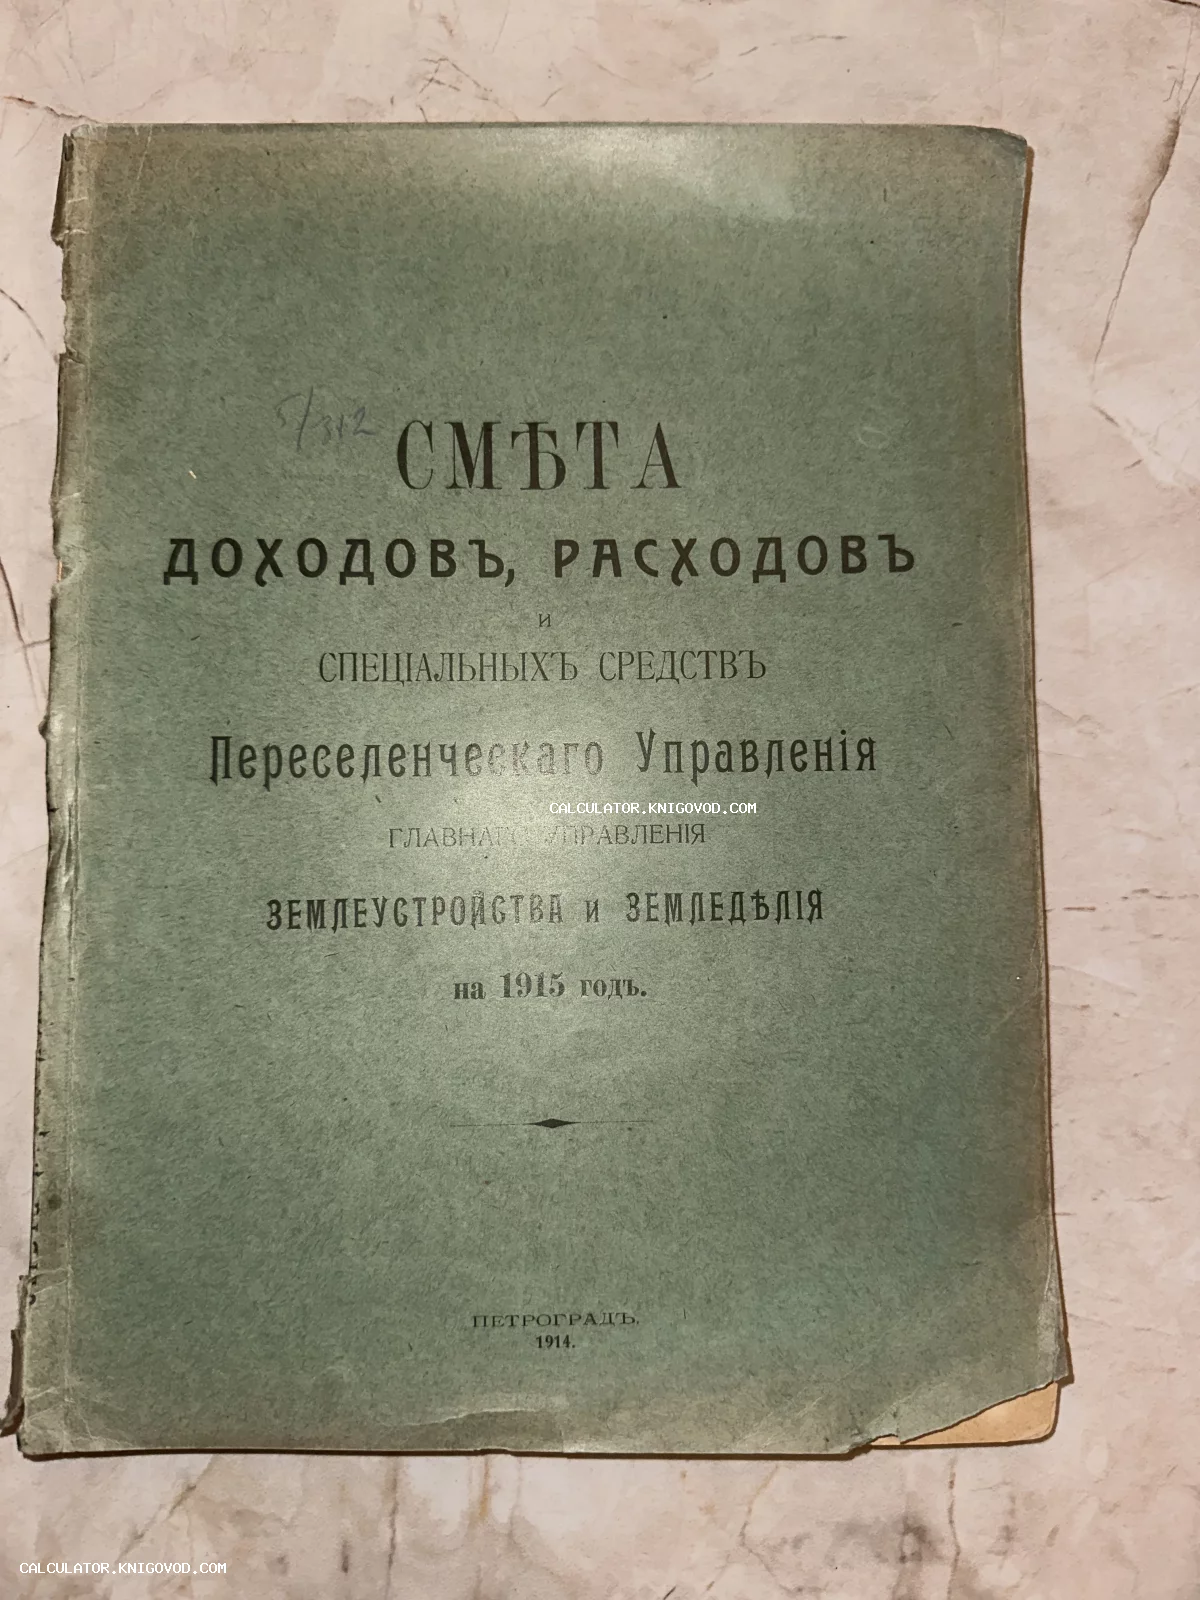 5/312
СМѢТА
ДОХОДОВЪ, РАСХОДОВЪ
И
СПЕЦІАЛЬНЫХЪ СРЕДСТВЪ
Переселенческаго Управленія
CALCULATOR.KNIGOVOD.COM
ГЛАВНАГО УПРАВЛЕНІЯ
ЗЕМЛЕУСТРОЙСТВА и ЗЕМЛЕДѢЛІЯ
на 1915 годъ.
ПЕТРОГРАДЪ.
1914.
CALCULATOR.KNIGOVOD.COM